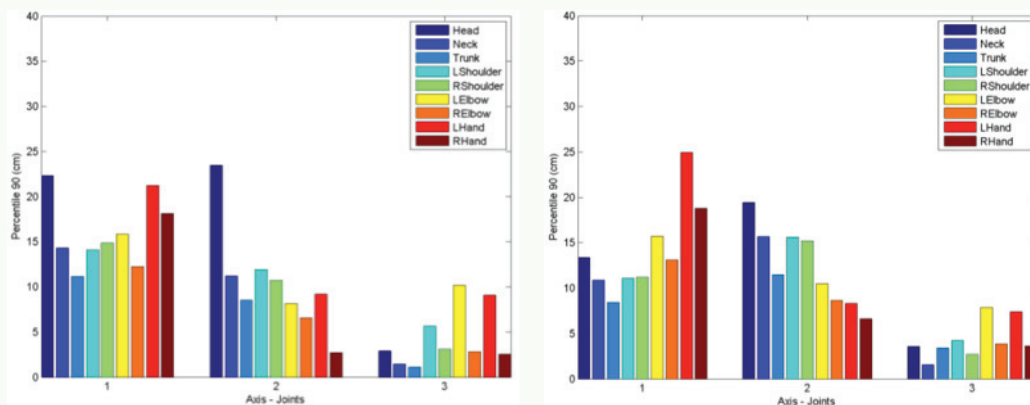 40
35
30
25
20
15
10
5
0
Percentile 90 (cm)
1
2
3
Axis - Joints
Head
Neck
Trunk
LShoulder
RShoulder
LElbow
RElbow
LHand
RHand
40
35
30
25
20
15
10
5
0
Percentile 90 (cm)
1
2
3
Axis - Joints
Head
Neck
Trunk
LShoulder
RShoulder
LElbow
RElbow
LHand
RHand